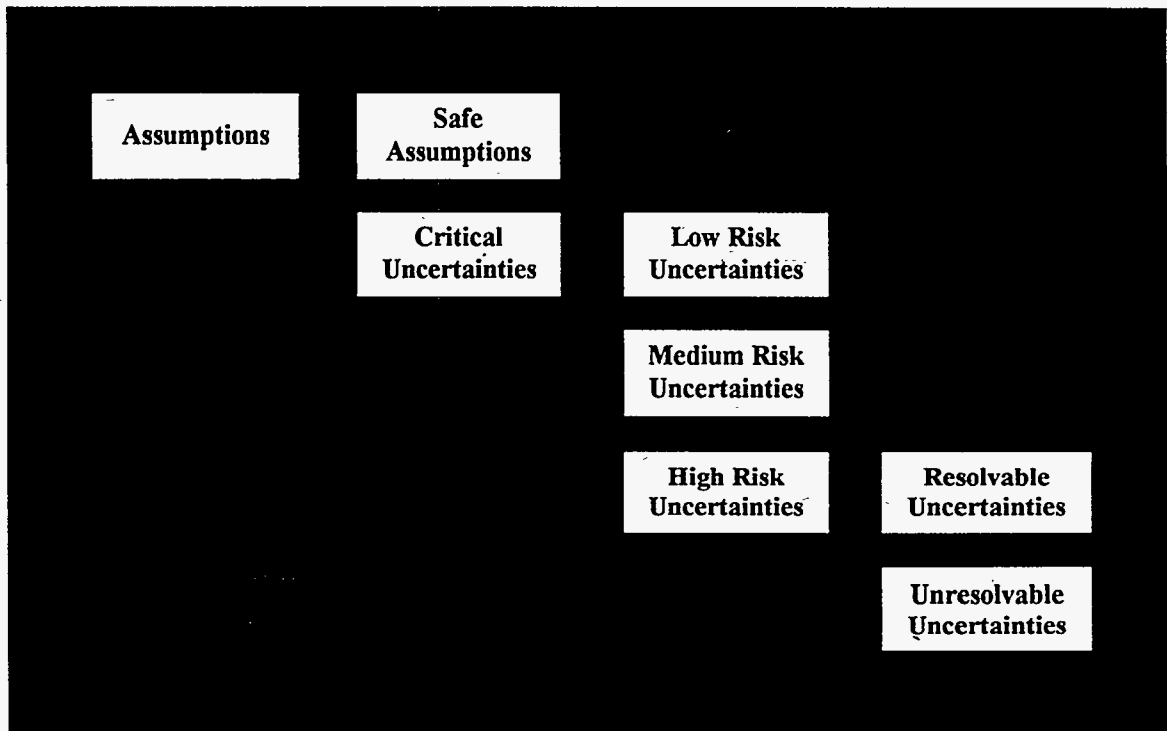 Assumptions
Safe
Assumptions
Critical
Uncertainties
Low Risk
Uncertainties
Medium Risk
Uncertainties
High Risk
Uncertainties
Resolvable
Uncertainties
Unresolvable
Uncertainties